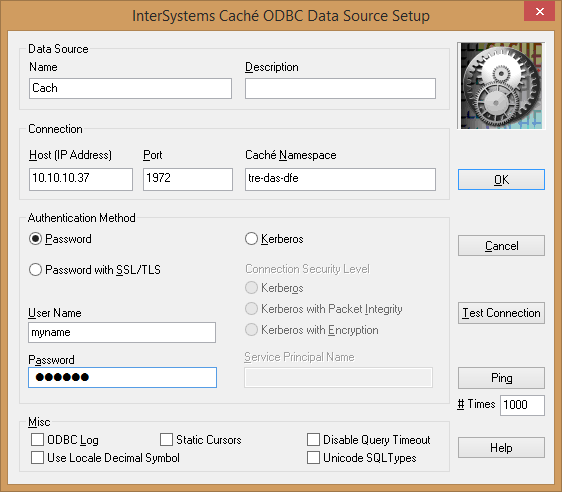 InterSystems Caché ODBC Data Source Setup
Data Source
Name
Description
Cach
Connection
Host (IP Address)
Port
Caché Namespace
10.10.10.37
1972
tre-das-dfe
OK
Authentication Method
Password
Kerberos
Cancel
Password with SSL/TLS
Connection Security Level
Kerberos
Kerberos with Packet Integrity
User Name
Test Connection
myname
Kerberos with Encryption
Password
Service Principal Name
●●●●●●
Ping
# Times
1000
Misc
ODBC Log
Static Cursors
Disable Query Timeout
Help
Use Locale Decimal Symbol
Unicode SQLTypes